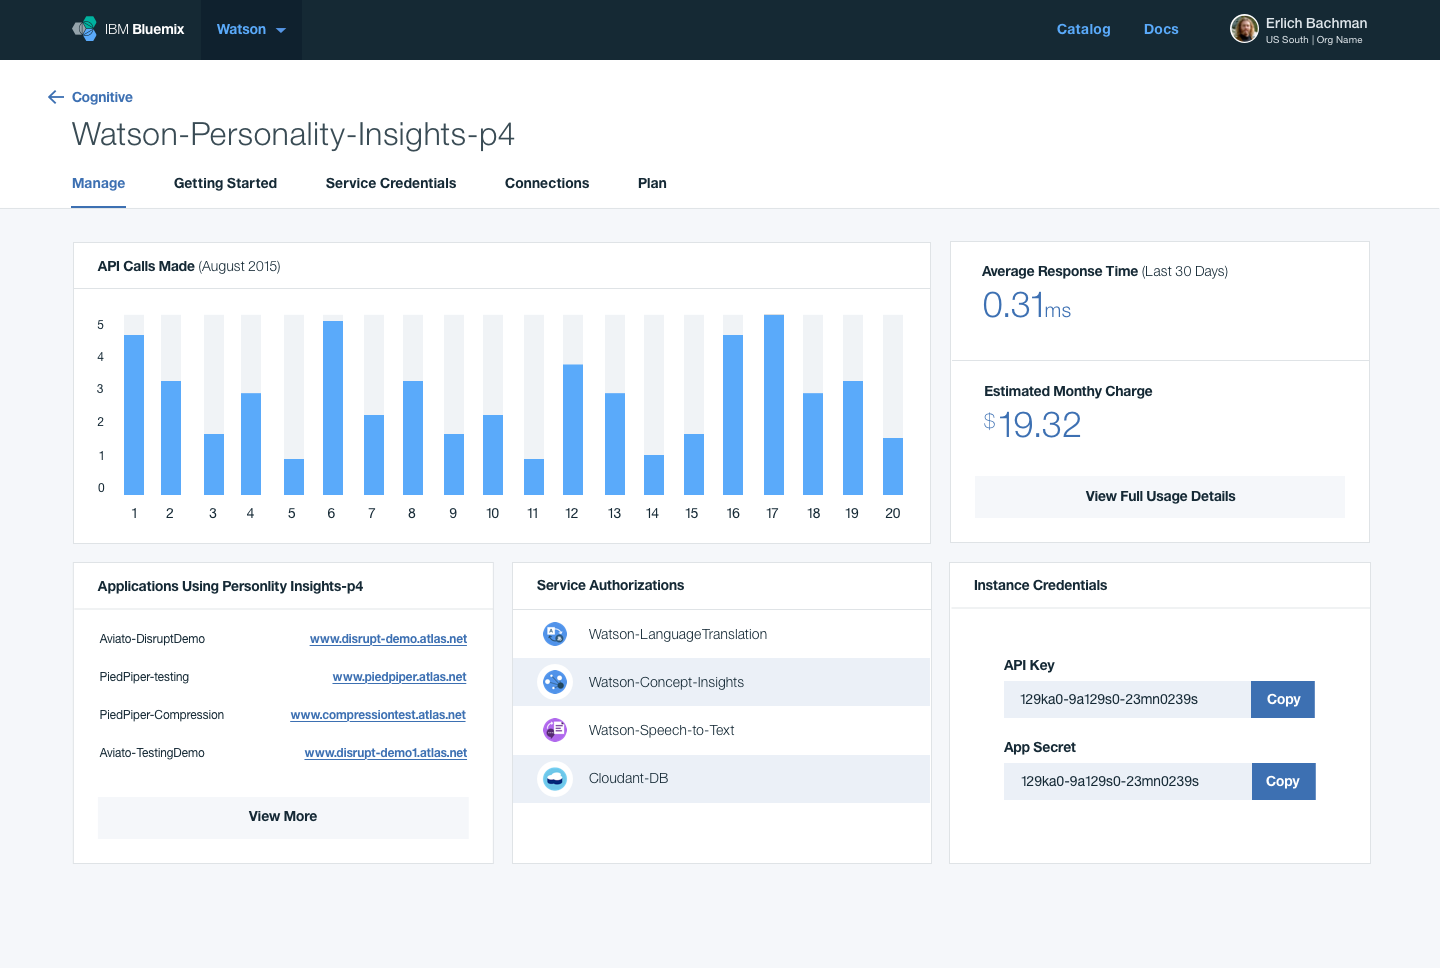 IBM Bluemix
Watson
Catalog
Docs
Erlich Bachman
US South | Org Name
Cognitive
Watson-Personality-Insights-p4
Manage
Getting Started
Service Credentials
Connections
Plan
API Calls Made (August 2015)
5
4
3
2
1
0
1 2 3 4 5 6 7 8 9 10 11 12 13 14 15 16 17 18 19 20
Average Response Time (Last 30 Days)
0.31ms
Estimated Monthy Charge
$19.32
View Full Usage Details
Applications Using Personlity Insights-p4
Aviato-DisruptDemo www.disrupt-demo.atlas.net
PiedPiper-testing www.piedpiper.atlas.net
PiedPiper-Compression www.compressiontest.atlas.net
Aviato-TestingDemo www.disrupt-demo1.atlas.net
View More
Service Authorizations
Watson-LanguageTranslation
Watson-Concept-Insights
Watson-Speech-to-Text
Cloudant-DB
Instance Credentials
API Key
129ka0-9a129s0-23mn0239s Copy
App Secret
129ka0-9a129s0-23mn0239s Copy